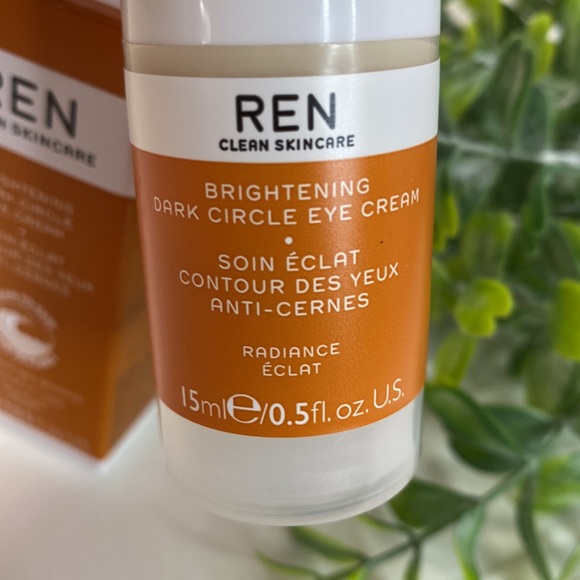 REN
CLEAN SKINCARE
BRIGHTENING
DARK CIRCLE EYE CREAM
•
SOIN ÉCLAT
CONTOUR DES YEUX
ANTI-CERNES
RADIANCE
ÉCLAT
15ml℮/0.5fl. oz. U.S.
REN
SKINCARE